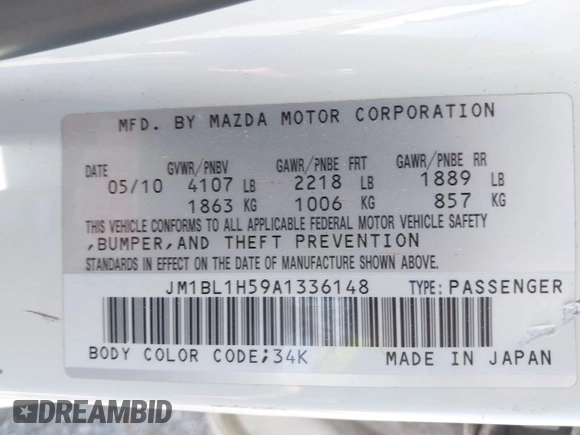 MFD. BY MAZDA MOTOR CORPORATION
DATE GVWR/PNBV GAWR/PNBE FRT GAWR/PNBE RR
05/10 4107 LB 2218 LB 1889 LB
1863 KG 1006 KG 857 KG
THIS VEHICLE CONFORMS TO ALL APPLICABLE FEDERAL MOTOR VEHICLE SAFETY
,BUMPER,AND THEFT PREVENTION
STANDARDS IN EFFECT ON THE DATE OF MANUFACTURE SHOWN ABOVE.
JM1BL1H59A1336148 TYPE: PASSENGER
BODY COLOR CODE;34K MADE IN JAPAN
DREAMBID